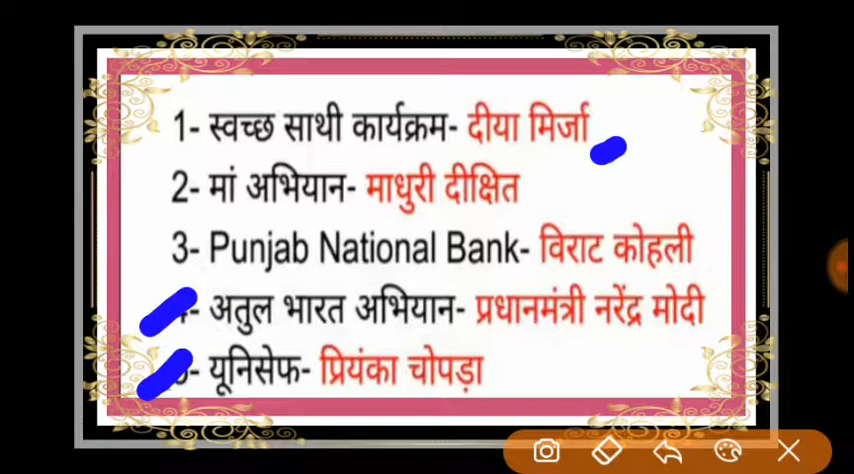 1- स्वच्छ साथी कार्यक्रम- दीया मिर्जा
2- मां अभियान- माधुरी दीक्षित
3- Punjab National Bank- विराट कोहली
- अतुल भारत अभियान- प्रधानमंत्री नरेंद्र मोदी
- यूनिसेफ- प्रियंका चोपड़ा